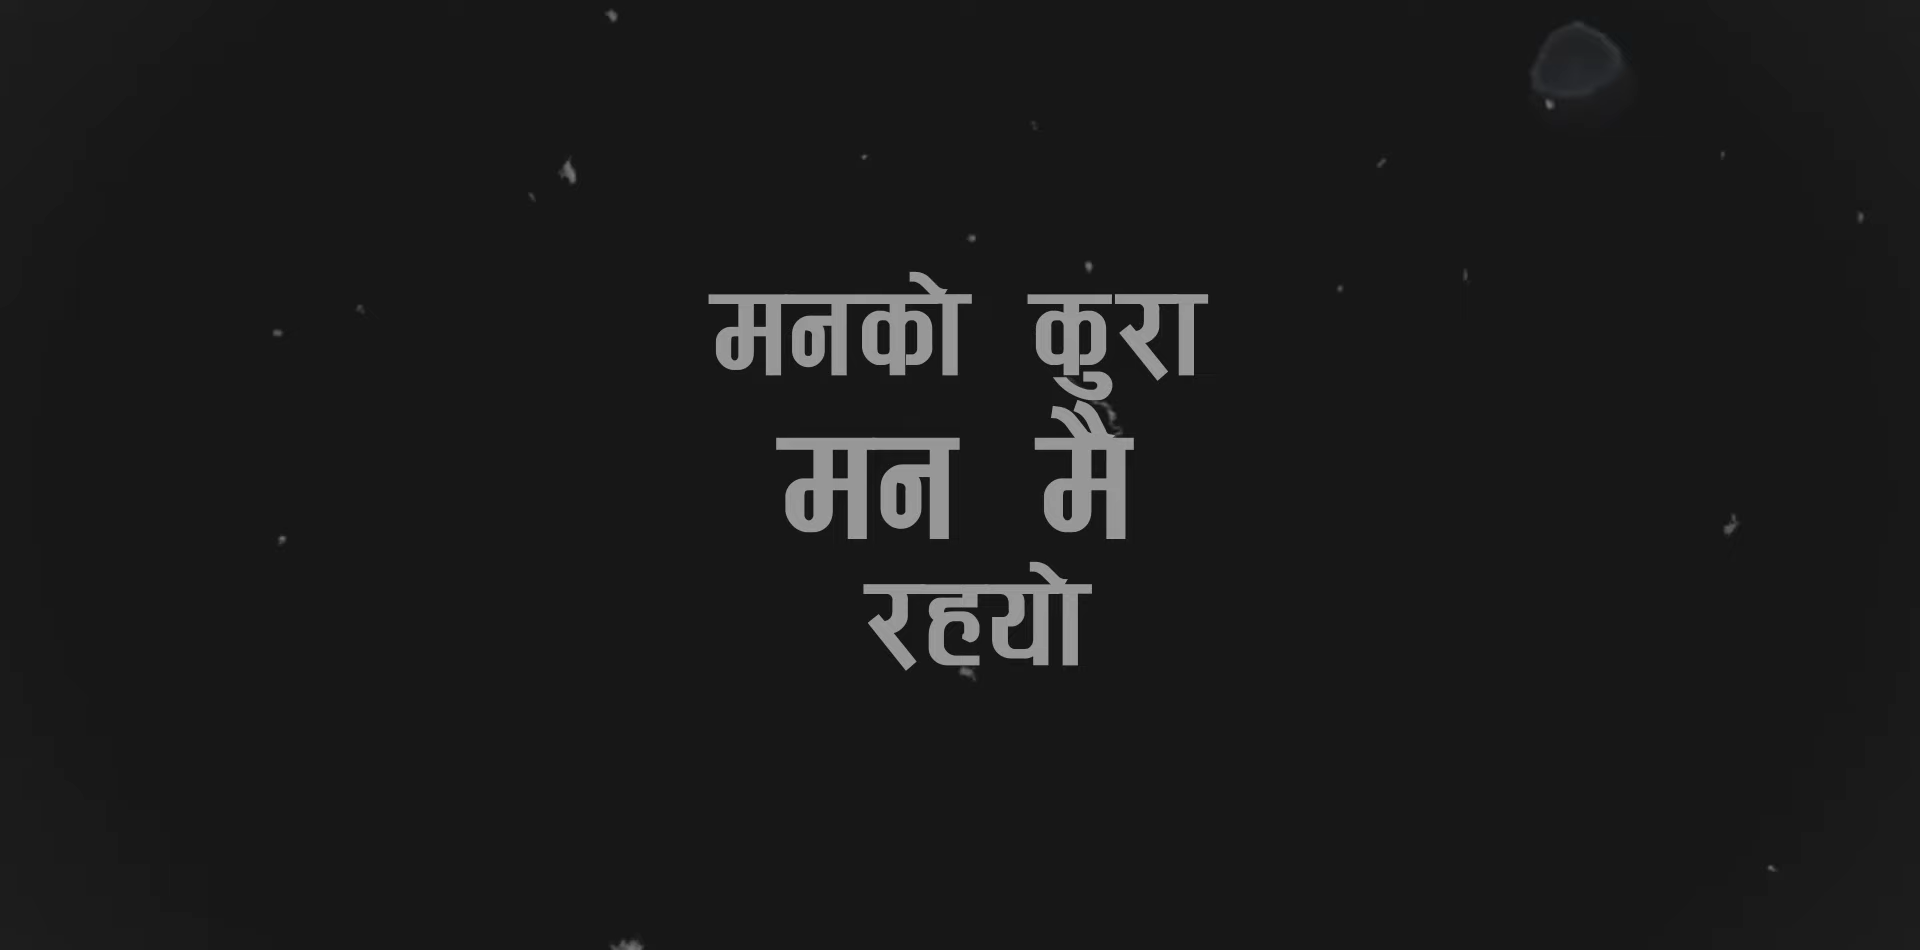 मनको कुरा
मन मै
रहयो